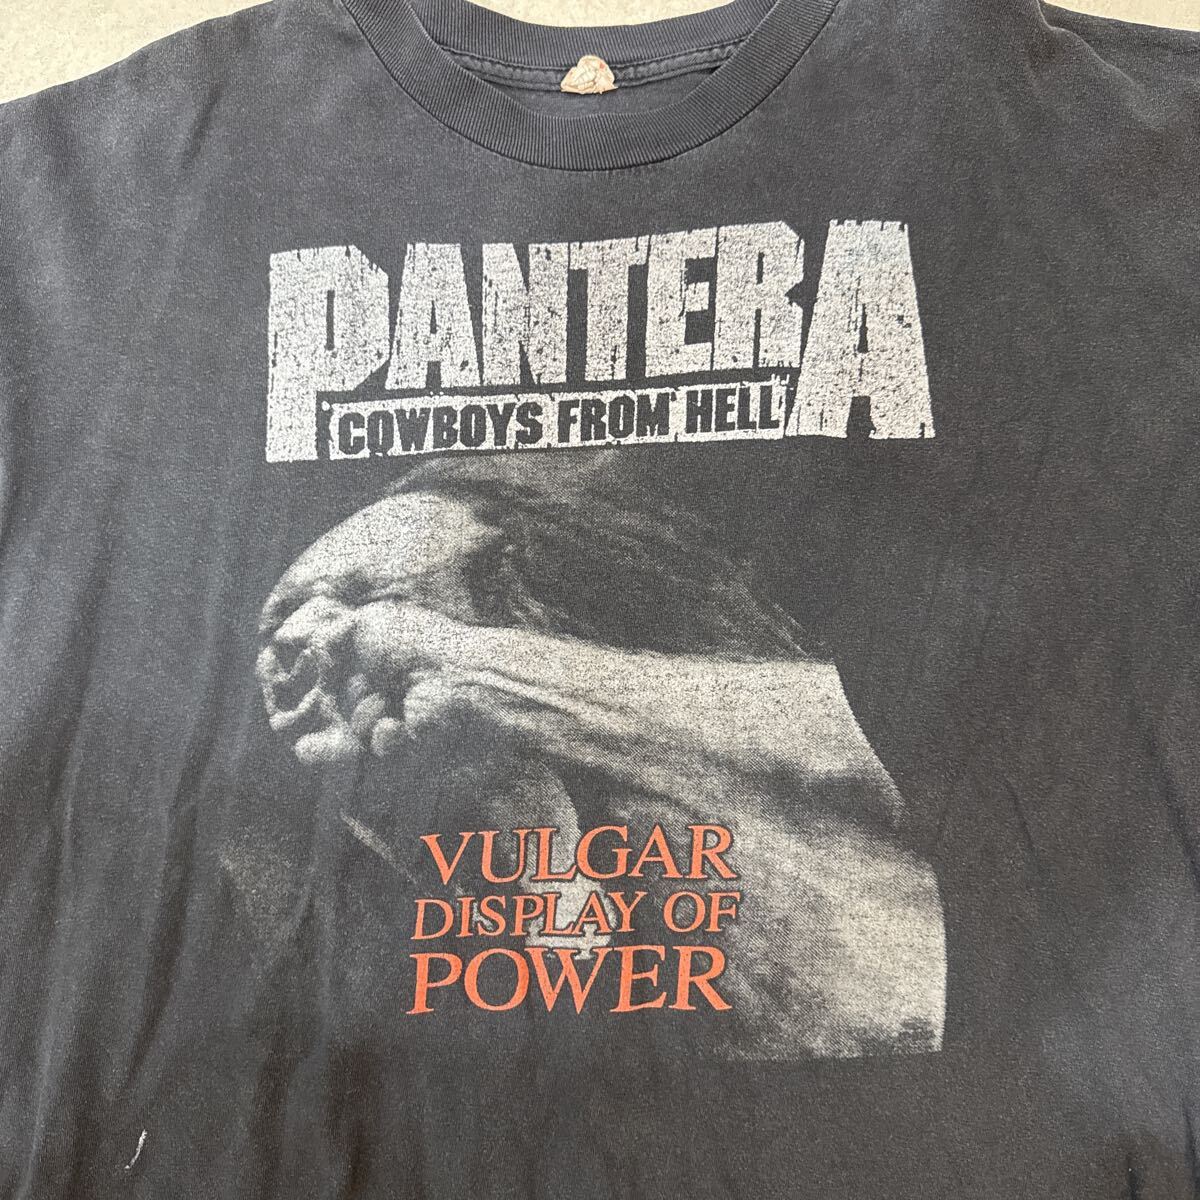 PANTERA
COWBOYS FROM HELL
VULGAR
DISPLAY OF
POWER